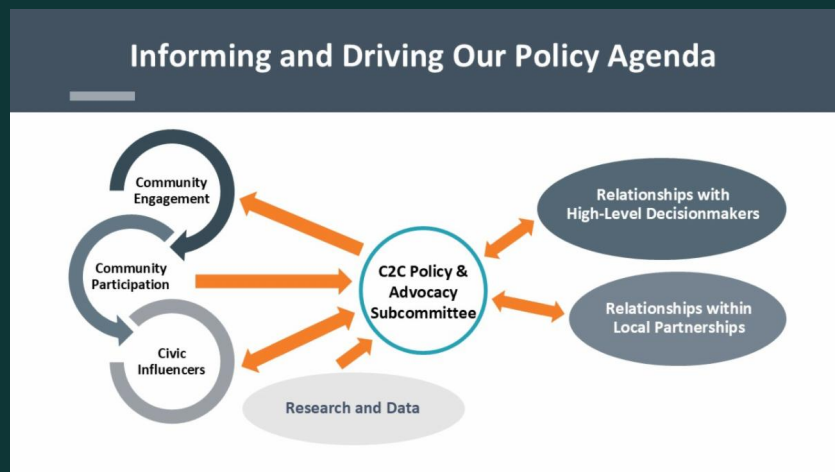 Informing and Driving Our Policy Agenda
Community
Engagement
Community
Participation
Civic
Influencers
C2C Policy &
Advocacy
Subcommittee
Research and Data
Relationships with
High-Level Decisionmakers
Relationships within
Local Partnerships